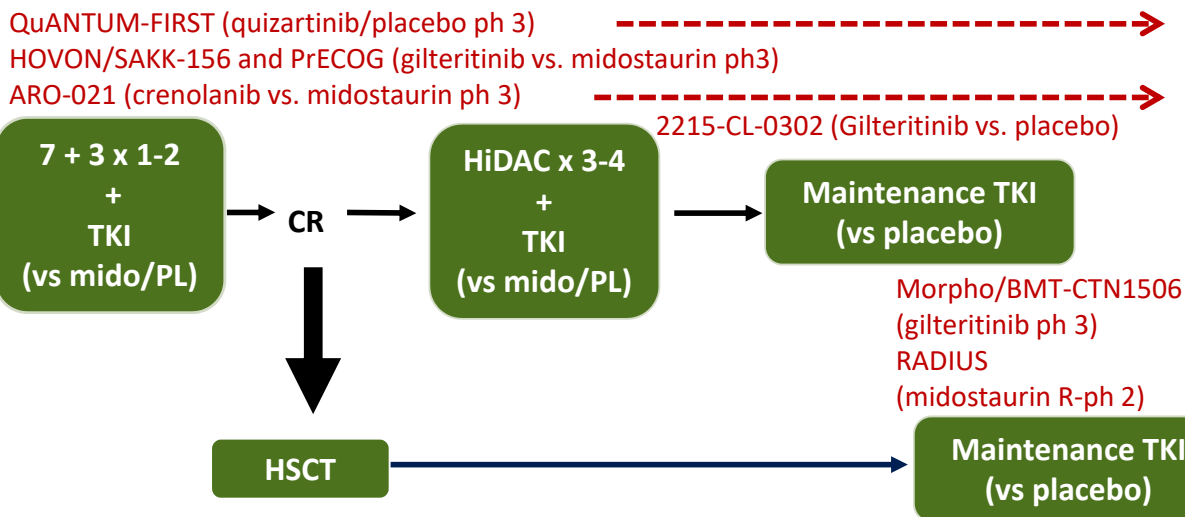 QuANTUM-FIRST (quizartinib/placebo ph 3)
HOVON/SAKK-156 and PrECOG (gilteritinib vs. midostaurin ph3)
ARO-021 (crenolanib vs. midostaurin ph 3)
2215-CL-0302 (Gilteritinib vs. placebo)
7 + 3 x 1-2
+
TKI
(vs mido/PL)
CR
HiDAC x 3-4
+
TKI
(vs mido/PL)
Maintenance TKI
(vs placebo)
Morpho/BMT-CTN1506
(gilteritinib ph 3)
RADIUS
(midostaurin R-ph 2)
HSCT
Maintenance TKI
(vs placebo)